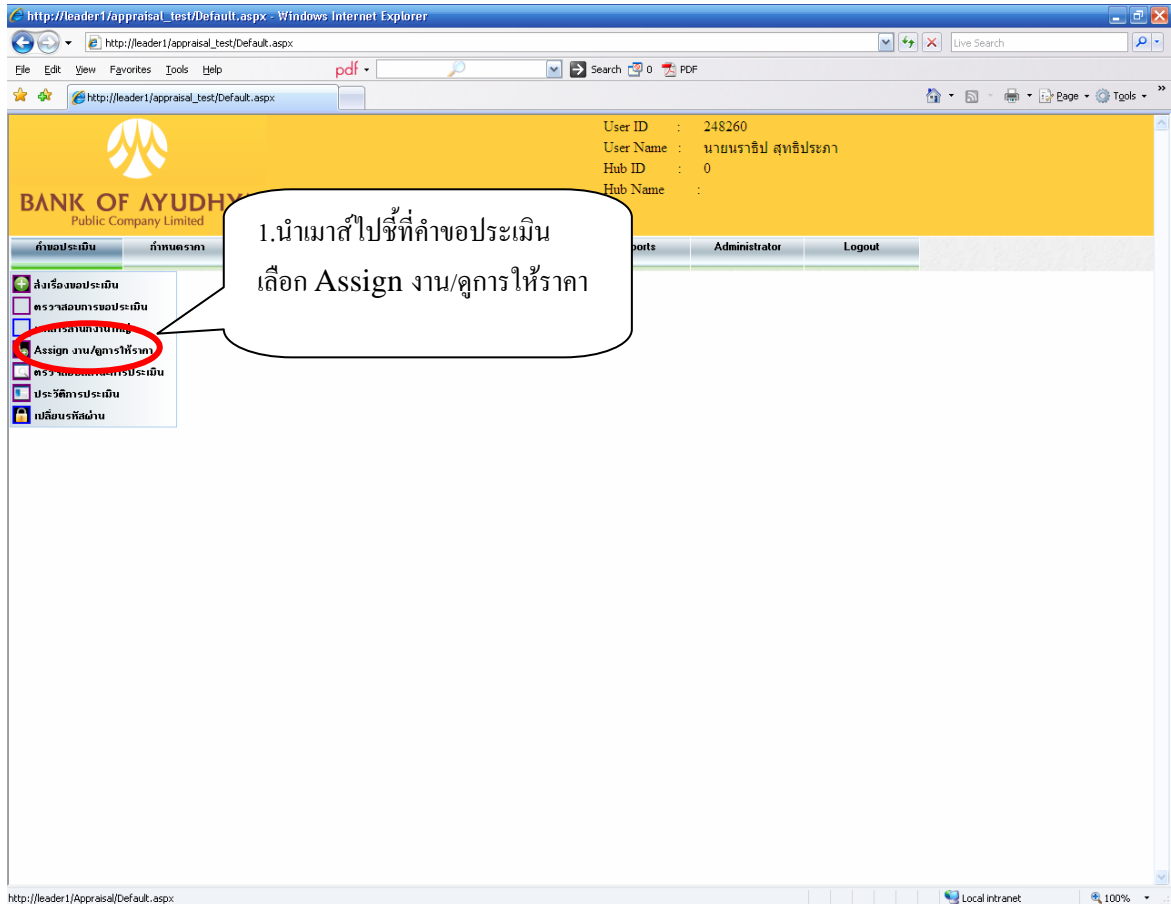 http://leader1/appraisal_test/Default.aspx - Windows Internet Explorer
http://leader1/appraisal_test/Default.aspx
Live Search
File Edit View Favorites Tools Help
pdf
Search 0 PDF
http://leader1/appraisal_test/Default.aspx
Page Tools
User ID : 248260
User Name : นายนราธิป สุทธิประภา
Hub ID : 0
Hub Name :
BANK OF AYUDHY
Public Company Limited
1.นำเมาส์ไปชี้ที่คำขอประเมิน
เลือก Assign งาน/ดูการให้ราคา
คำขอประเมิน กำหนดราคา Administrator Logout
ส่งเรื่องขอประเมิน
ตรวจสอบการขอประเมิน
Assign งาน/ดูการให้ราคา
ประวัติการประเมิน
เปลี่ยนรหัสผ่าน
http://leader1/Appraisal/Default.aspx
Local intranet
100%